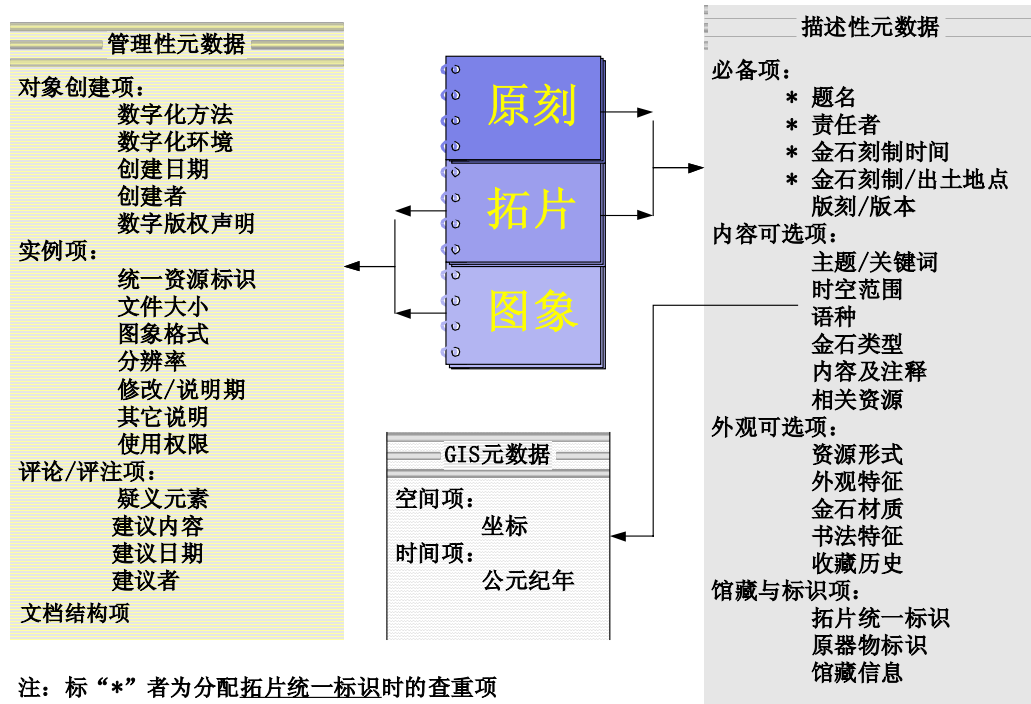 管理性元数据
对象创建项:
数字化方法
数字化环境
创建日期
创建者
数字版权声明
实例项:
统一资源标识
文件大小
图象格式
分辨率
修改/说明期
其它说明
使用权限
评论/评注项:
疑义元素
建议内容
建议日期
建议者
文档结构项
原刻
拓片
图象
GIS元数据
空间项:
坐标
时间项:
公元纪年
描述性元数据
必备项:
* 题名
* 责任者
* 金石刻制时间
* 金石刻制/出土地点
版刻/版本
内容可选项:
主题/关键词
时空范围
语种
金石类型
内容及注释
相关资源
外观可选项:
资源形式
外观特征
金石材质
书法特征
收藏历史
馆藏与标识项:
拓片统一标识
原器物标识
馆藏信息
注: 标“*”者为分配拓片统一标识时的查重项